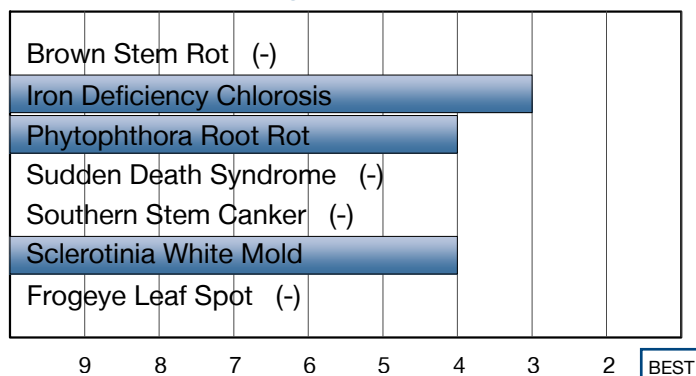 Brown Stem Rot (-)
Iron Deficiency Chlorosis
Phytophthora Root Rot
Sudden Death Syndrome (-)
Southern Stem Canker (-)
Sclerotinia White Mold
Frogeye Leaf Spot (-)
9 8 7 6 5 4 3 2 BEST